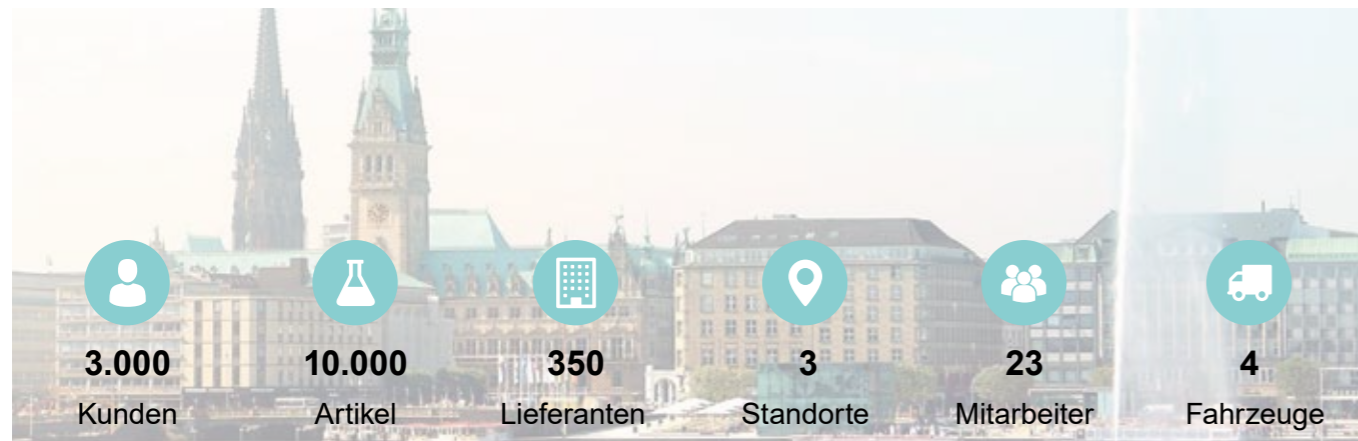 3.000 10.000 350 3 23 4
Kunden Artikel Lieferanten Standorte Mitarbeiter Fahrzeuge